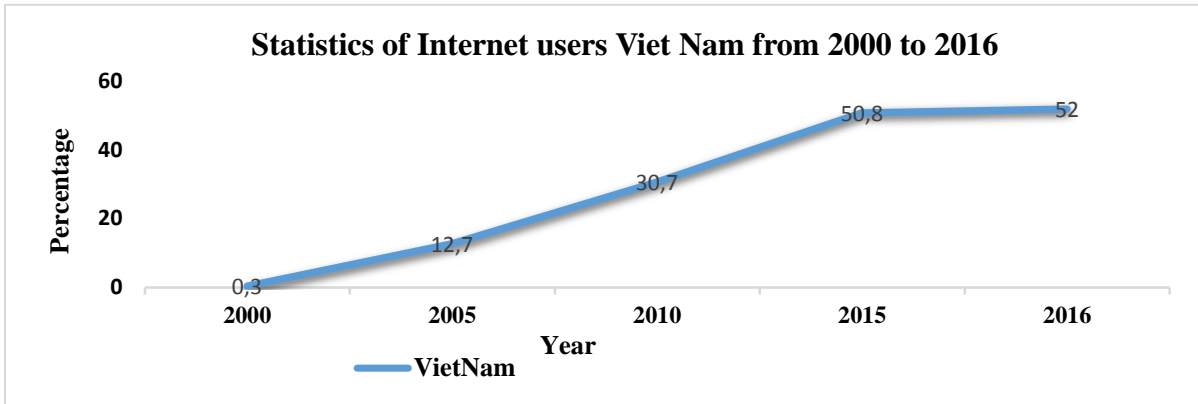 Statistics of Internet users Viet Nam from 2000 to 2016
60
40
20
0
Percentage
0,3
12,7
30,7
50,8
52
2000 2005 2010 2015 2016
Year
VietNam